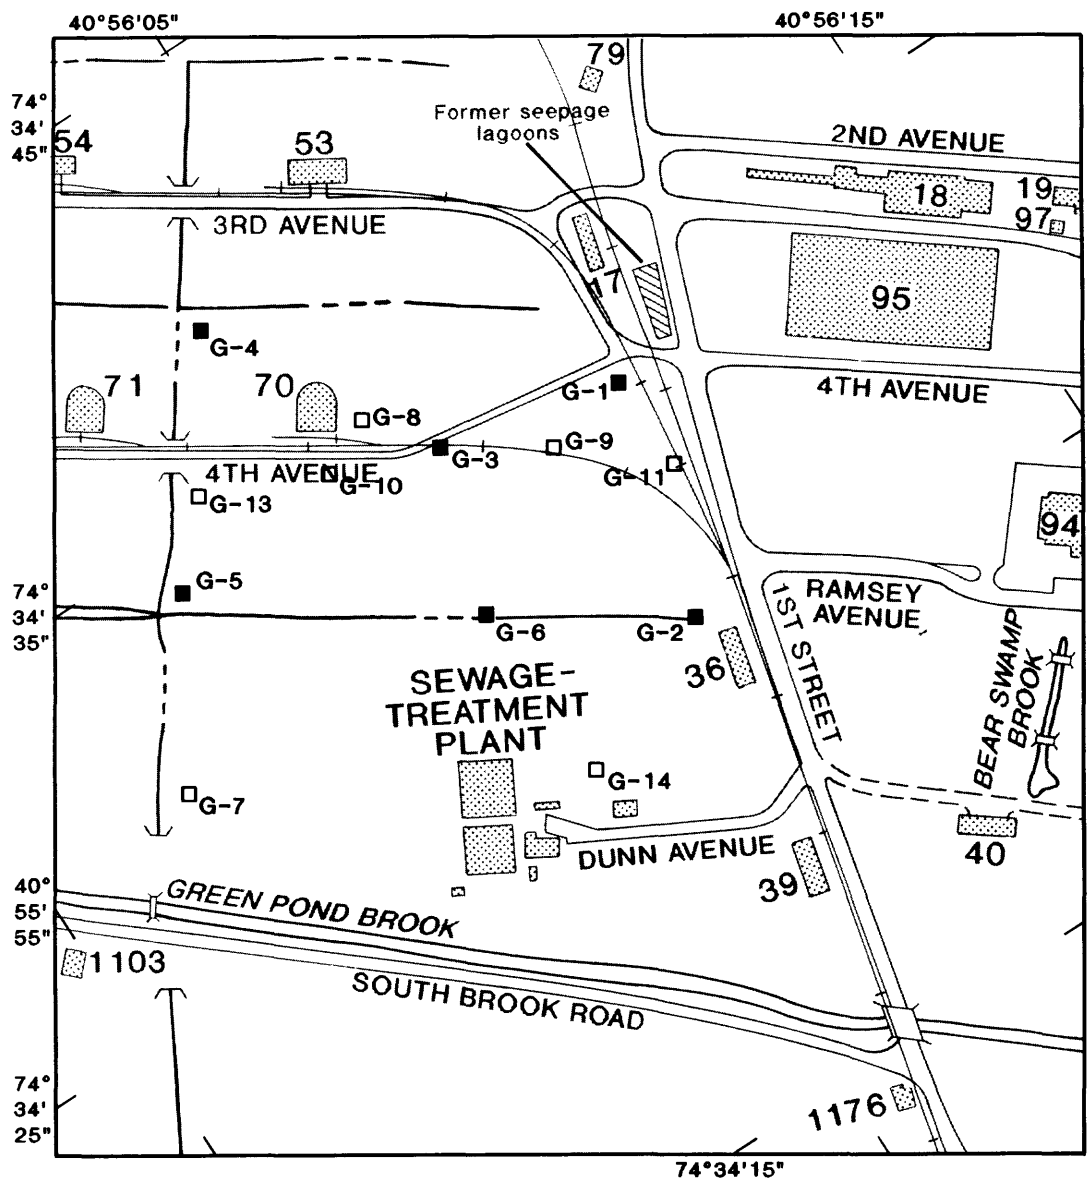 40°56'05"
40°56'15"
79
74°
34'
45"
Former seepage
lagoons
2ND AVENUE
54
53
18
19
97
3RD AVENUE
17
95
G-4
71
70
G-1
4TH AVENUE
G-8
G-9
G-3
4TH AVENUE
G-11
G-10
G-13
94
74°
34'
35"
G-5
RAMSEY
AVENUE
1ST STREET
G-6
G-2
36
BEAR SWAMP
BROOK
SEWAGE-
TREATMENT
PLANT
G-14
G-7
DUNN AVENUE
40
39
40°
55'
55"
GREEN POND BROOK
1103
SOUTH BROOK ROAD
74°
34'
25"
1176
74°34'15"